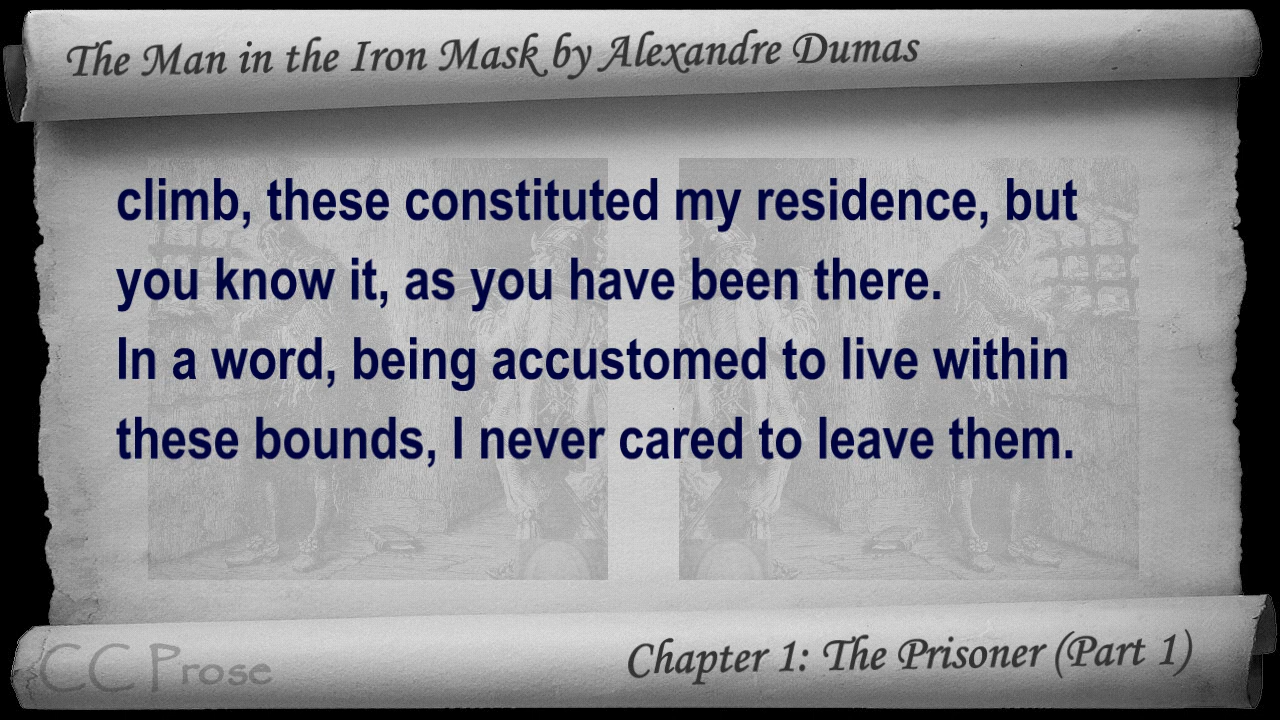 The Man in the Iron Mask by Alexandre Dumas
climb, these constituted my residence, but
you know it, as you have been there.
In a word, being accustomed to live within
these bounds, I never cared to leave them.
CC Prose
Chapter 1: The Prisoner (Part 1)